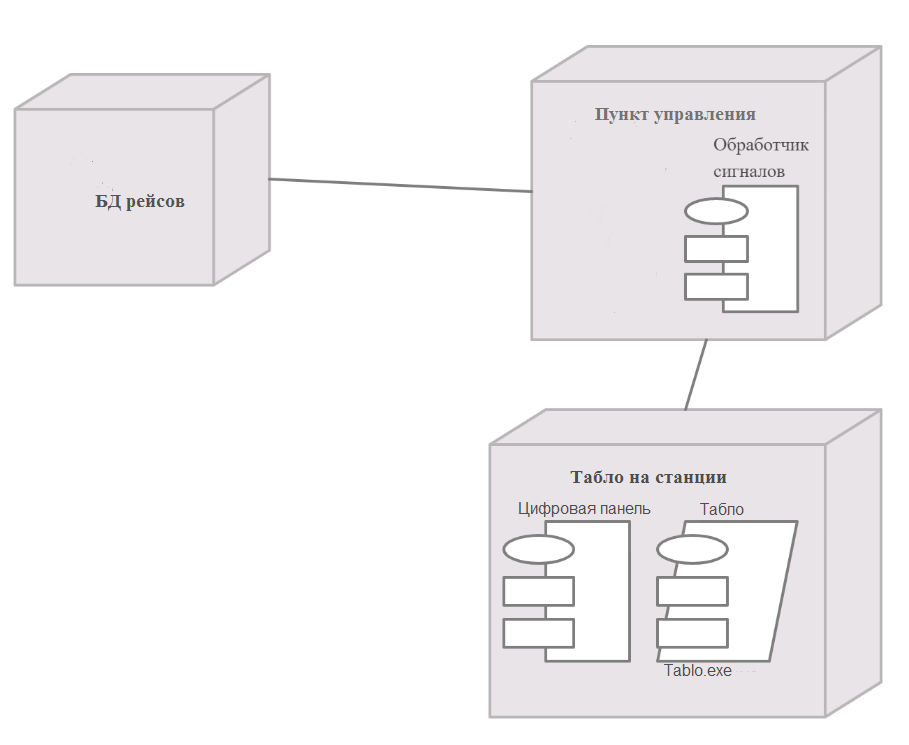 БД рейсов
Пункт управления
Обработчик
сигналов
Табло на станции
Цифровая панель
Табло
Tablo.exe